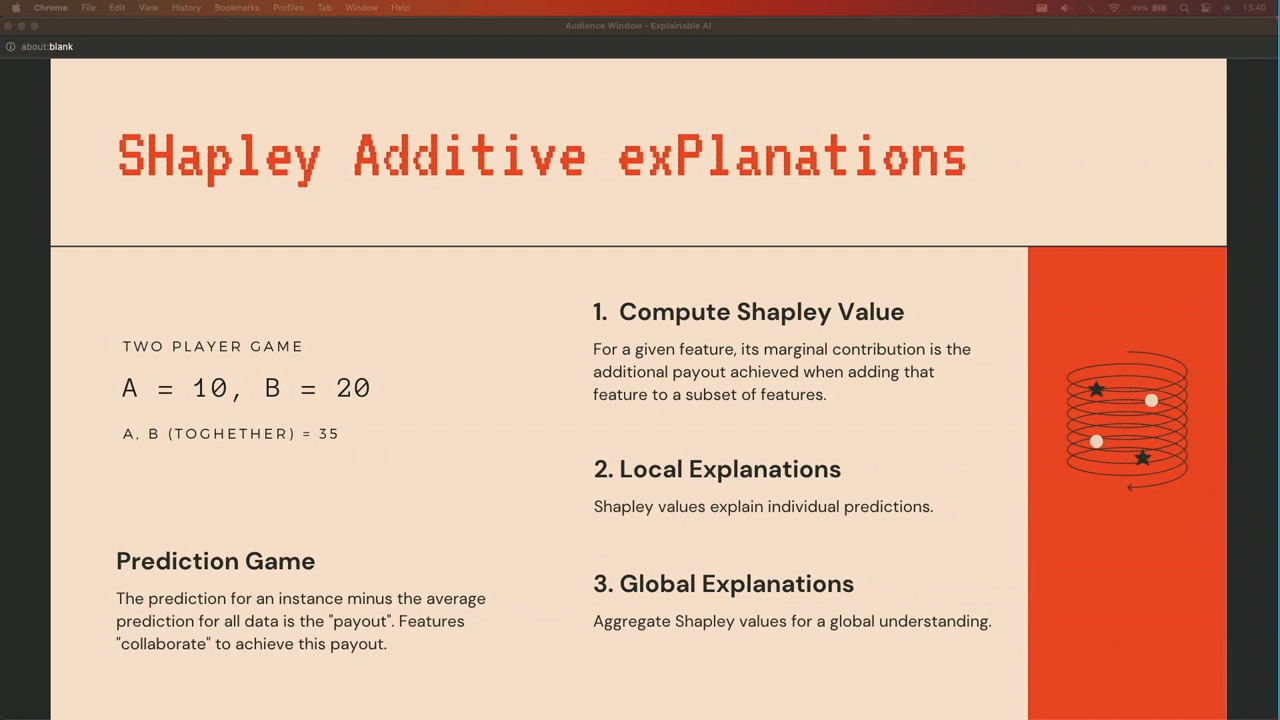 Chrome File Edit View History Bookmarks Profiles Tab Window Help 99% 13:40
Audience Window - Explainable AI
about:blank
SHapley Additive exPlanations
TWO PLAYER GAME
A = 10, B = 20
A, B (TOGHETHER) = 35
Prediction Game
The prediction for an instance minus the average
prediction for all data is the "payout". Features
"collaborate" to achieve this payout.
1. Compute Shapley Value
For a given feature, its marginal contribution is the
additional payout achieved when adding that
feature to a subset of features.
2. Local Explanations
Shapley values explain individual predictions.
3. Global Explanations
Aggregate Shapley values for a global understanding.